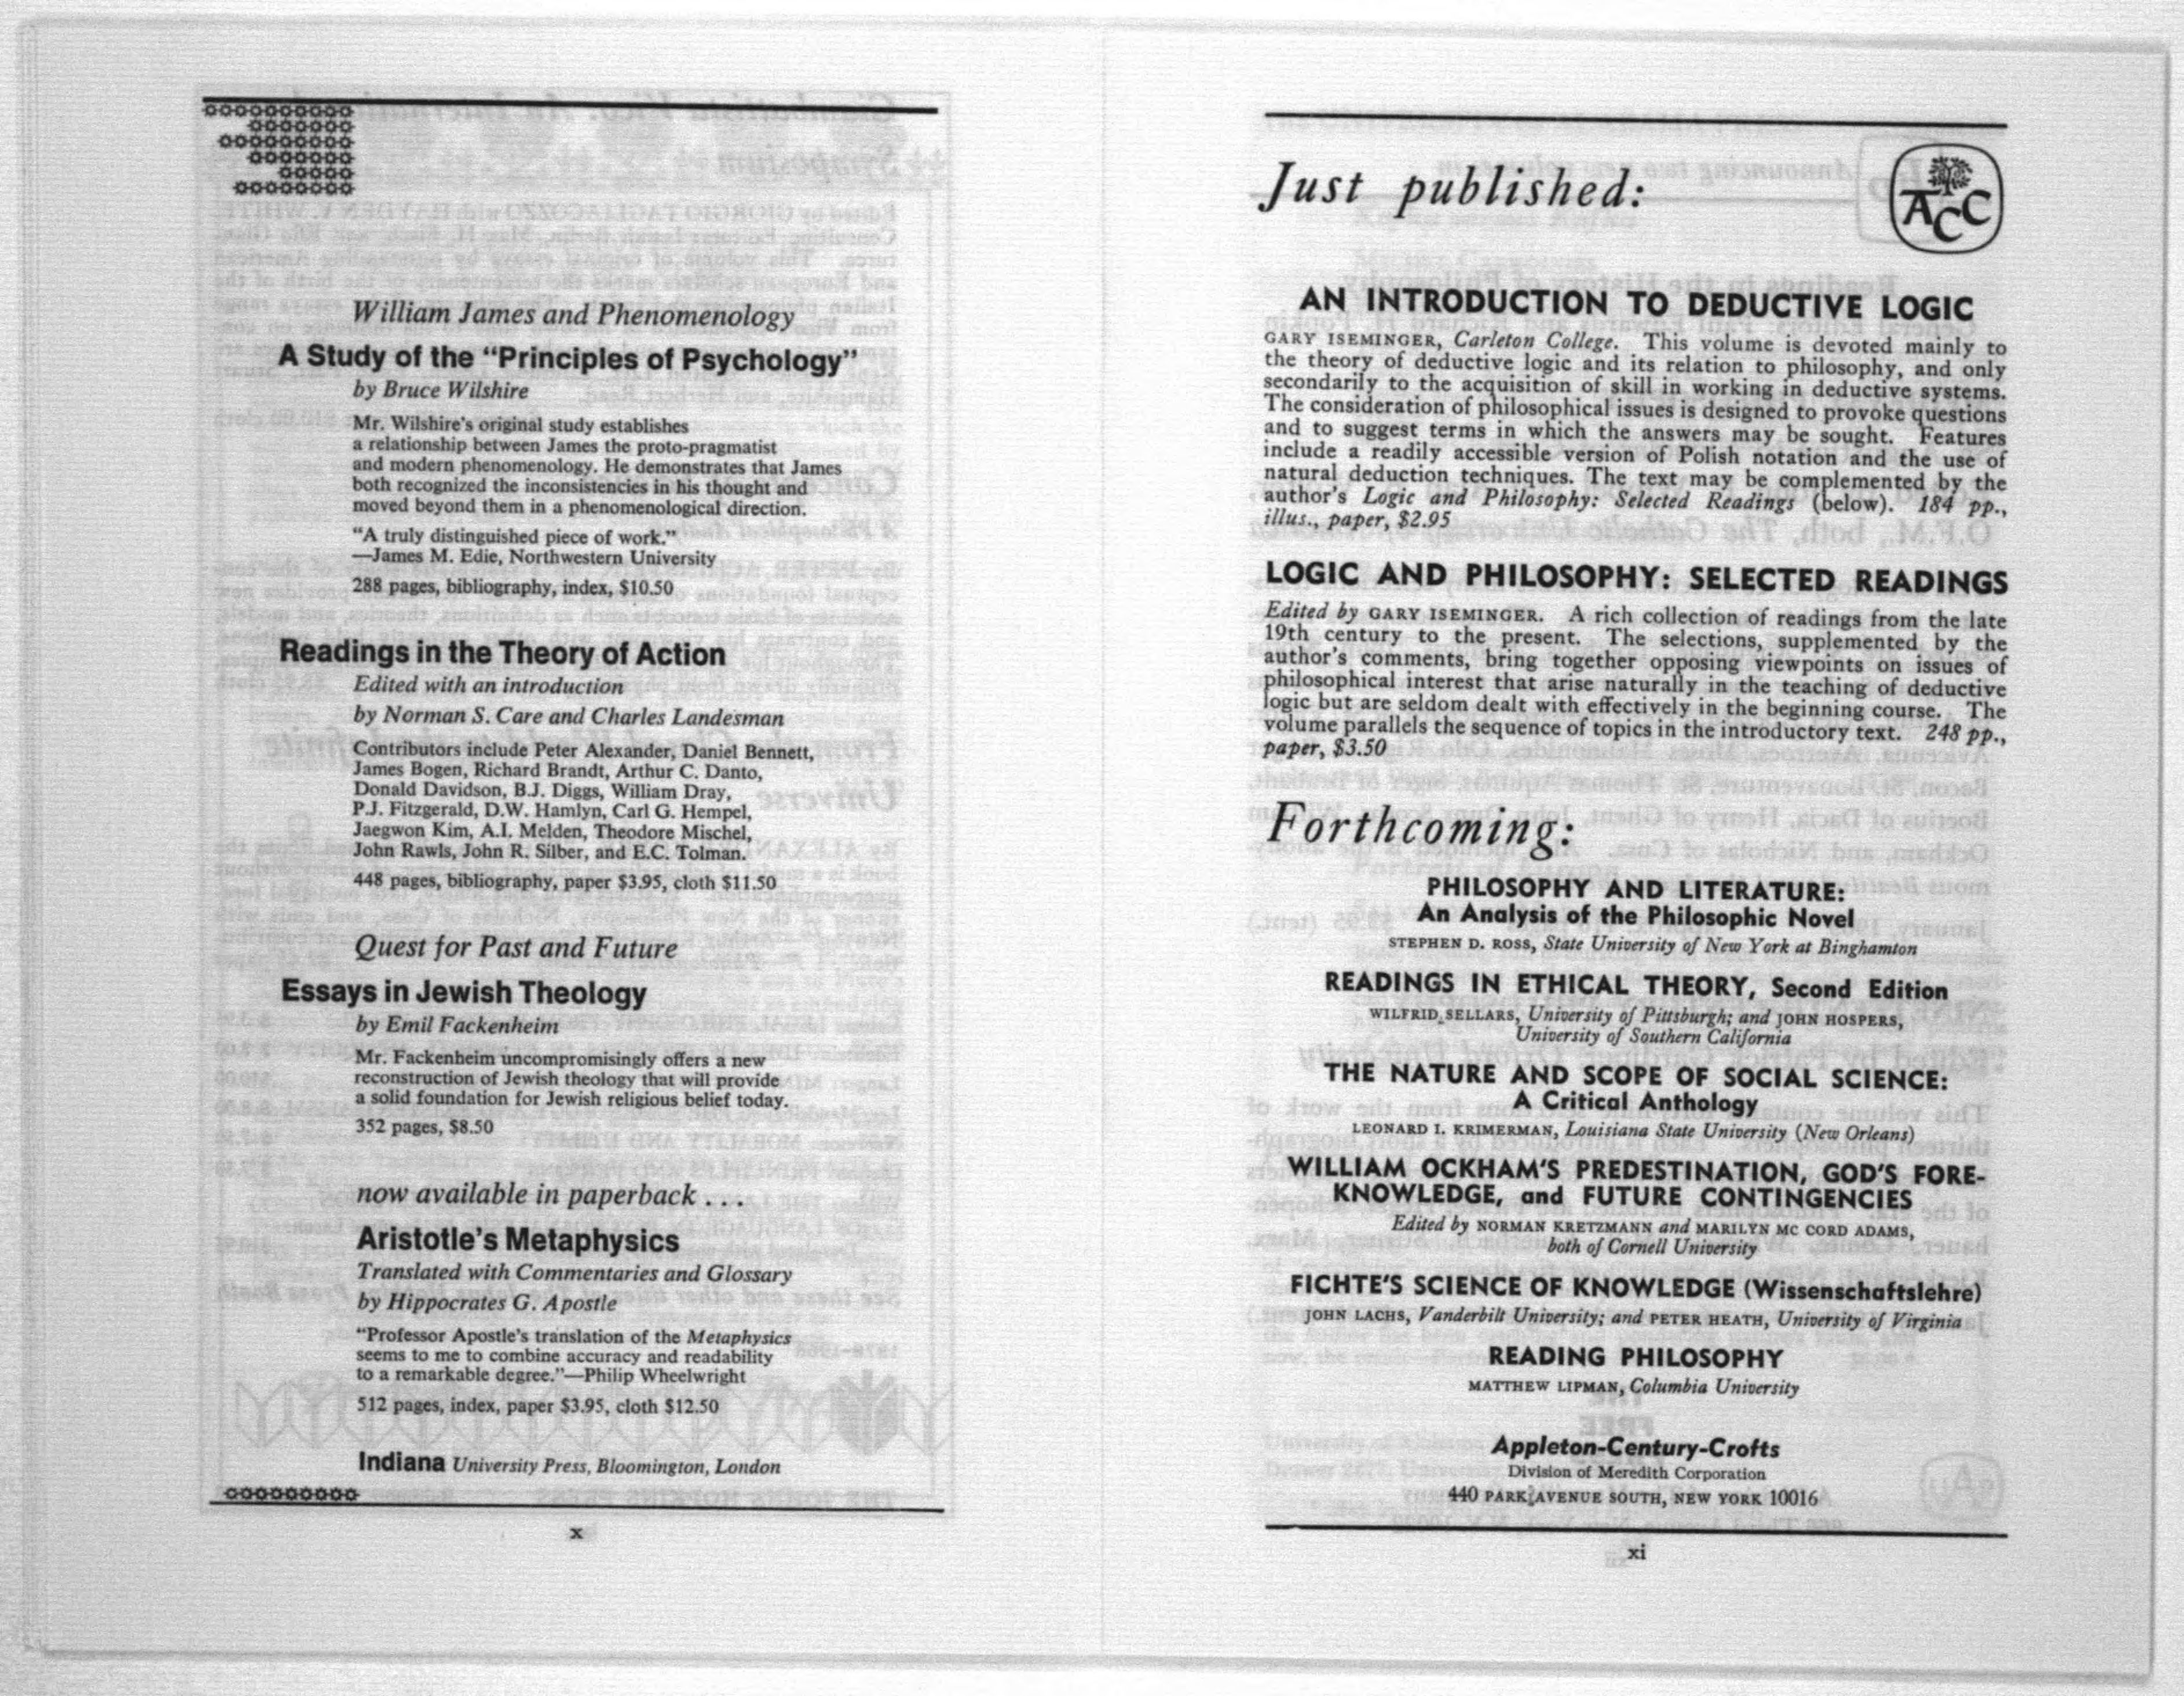 William James and Phenomenology
A Study of the “Principles of Psychology”
by Bruce Wilshire
Mr. Wilshire’s original study establishes
a relationship between James the proto-pragmatist
and modern phenomenology. He demonstrates that James
both recognized the inconsistencies in his thought and
moved beyond them in a phenomenological direction.
“A truly distinguished piece of work.”
—James M. Edie, Northwestern University
288 pages, bibliography, index, $10.50
Readings in the Theory of Action
Edited with an introduction
by Norman S. Care and Charles Landesman
Contributors include Peter Alexander, Daniel Bennett,
James Bogen, Richard Brandt, Arthur C. Danto,
Donald Davidson, B.J. Diggs, William Dray,
P.J. Fitzgerald, D.W. Hamlyn, Carl G. Hempel,
Jaegwon Kim, A.I. Melden, Theodore Mischel,
John Rawls, John R. Silber, and E.C. Tolman.
448 pages, bibliography, paper $3.95, cloth $11.50
Quest for Past and Future
Essays in Jewish Theology
by Emil Fackenheim
Mr. Fackenheim uncompromisingly offers a new
reconstruction of Jewish theology that will provide
a solid foundation for Jewish religious belief today.
352 pages, $8.50
now available in paperback . . .
Aristotle’s Metaphysics
Translated with Commentaries and Glossary
by Hippocrates G. Apostle
“Professor Apostle’s translation of the Metaphysics
seems to me to combine accuracy and readability
to a remarkable degree.”—Philip Wheelwright
512 pages, index, paper $3.95, cloth $12.50
Indiana University Press, Bloomington, London
x
Just published:
ACC
AN INTRODUCTION TO DEDUCTIVE LOGIC
GARY ISEMINGER, Carleton College. This volume is devoted mainly to
the theory of deductive logic and its relation to philosophy, and only
secondarily to the acquisition of skill in working in deductive systems.
The consideration of philosophical issues is designed to provoke questions
and to suggest terms in which the answers may be sought. Features
include a readily accessible version of Polish notation and the use of
natural deduction techniques. The text may be complemented by the
author’s Logic and Philosophy: Selected Readings (below). 184 pp.,
illus., paper, $2.95
LOGIC AND PHILOSOPHY: SELECTED READINGS
Edited by GARY ISEMINGER. A rich collection of readings from the late
19th century to the present. The selections, supplemented by the
author’s comments, bring together opposing viewpoints on issues of
philosophical interest that arise naturally in the teaching of deductive
logic but are seldom dealt with effectively in the beginning course. The
volume parallels the sequence of topics in the introductory text. 248 pp.,
paper, $3.50
Forthcoming:
PHILOSOPHY AND LITERATURE:
An Analysis of the Philosophic Novel
STEPHEN D. ROSS, State University of New York at Binghamton
READINGS IN ETHICAL THEORY, Second Edition
WILFRID SELLARS, University of Pittsburgh; and JOHN HOSPERS,
University of Southern California
THE NATURE AND SCOPE OF SOCIAL SCIENCE:
A Critical Anthology
LEONARD I. KRIMERMAN, Louisiana State University (New Orleans)
WILLIAM OCKHAM’S PREDESTINATION, GOD’S FORE-
KNOWLEDGE, and FUTURE CONTINGENCIES
Edited by NORMAN KRETZMANN and MARILYN MC CORD ADAMS,
both of Cornell University
FICHTE’S SCIENCE OF KNOWLEDGE (Wissenschaftslehre)
JOHN LACHS, Vanderbilt University; and PETER HEATH, University of Virginia
READING PHILOSOPHY
MATTHEW LIPMAN, Columbia University
Appleton-Century-Crofts
Division of Meredith Corporation
440 PARK AVENUE SOUTH, NEW YORK 10016
xi